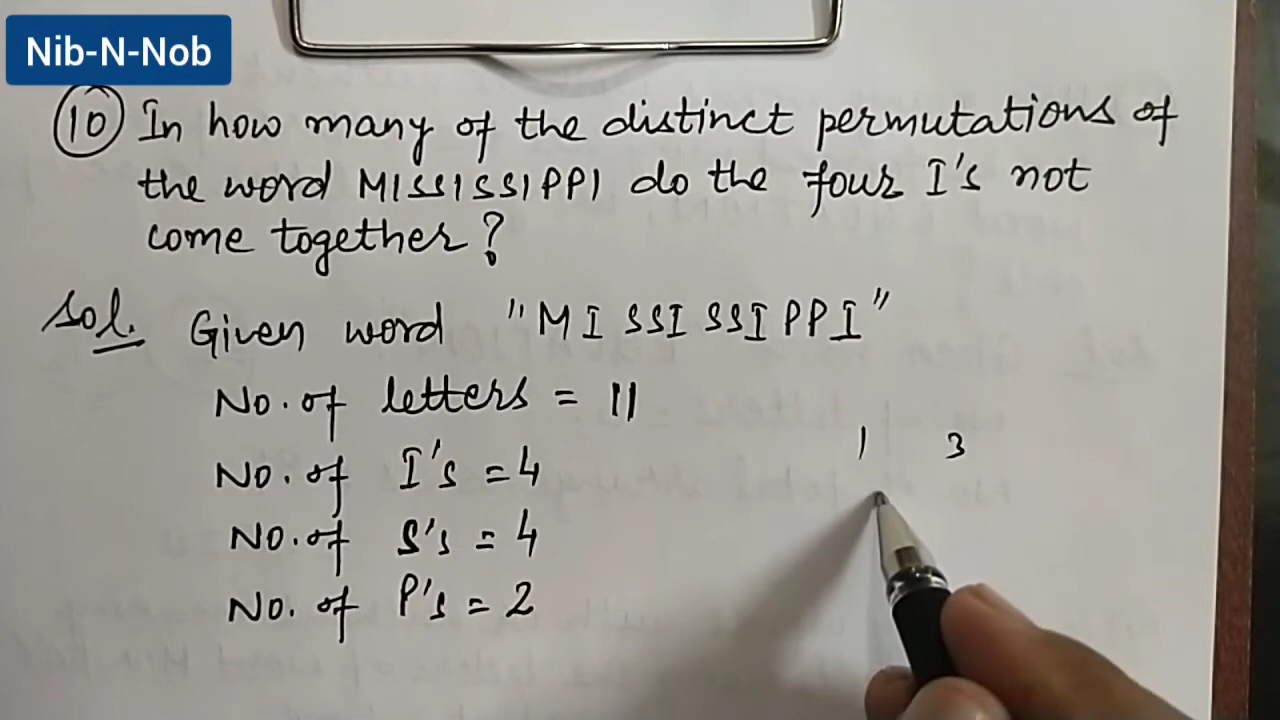 Nib-N-Nob
(10) In how many of the distinct permutations of
the word MISSISSIPPI do the four I's not
come together?
Sol. Given word "MISSISSIPPI"
No. of letters = 11
No. of I's = 4
1 3
No. of S's = 4
No. of P's = 2